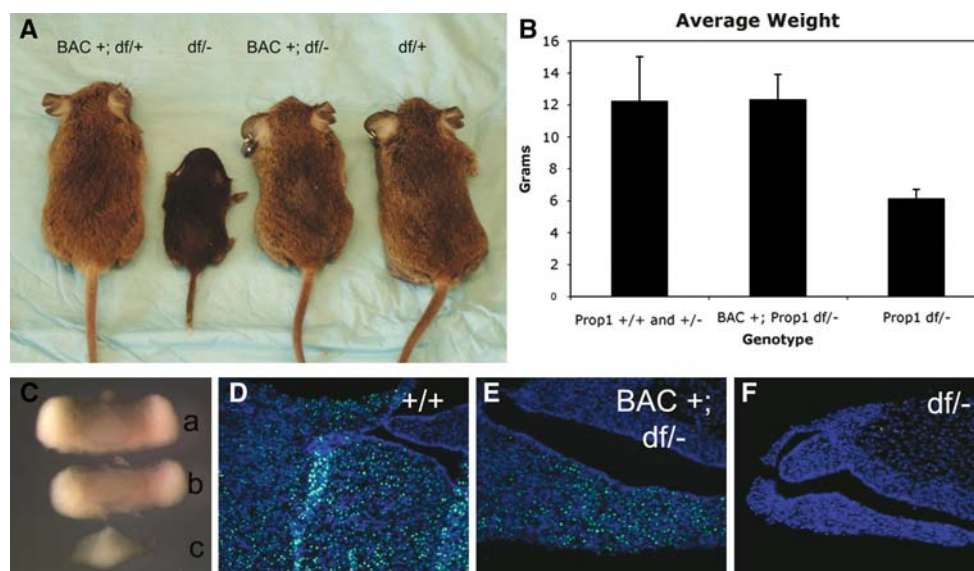 A
BAC +; df/+ df/- BAC +; df/- df/+
B
Average Weight
16
14
12
10
8
6
4
2
0
Grams
Prop1 +/+ and +/- BAC +; Prop1 df/- Prop1 df/-
Genotype
C
a
b
c
D
+/+
E
BAC +;
df/-
F
df/-